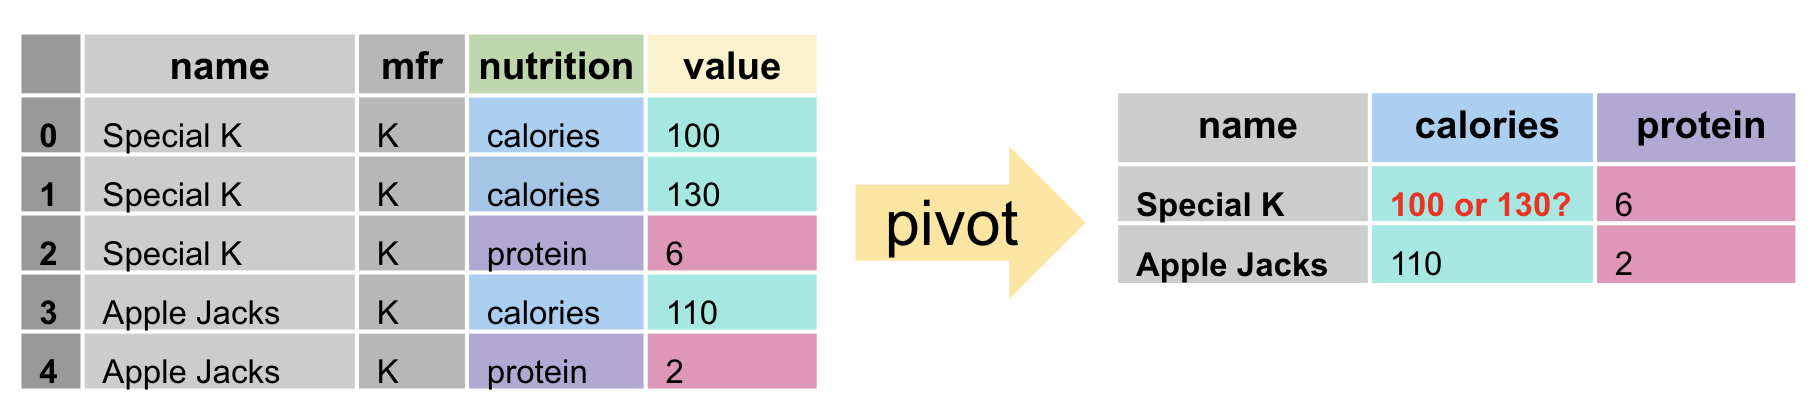 name mfr nutrition value
0 Special K K calories 100
1 Special K K calories 130
2 Special K K protein 6
3 Apple Jacks K calories 110
4 Apple Jacks K protein 2
pivot
name calories protein
Special K 100 or 130? 6
Apple Jacks 110 2